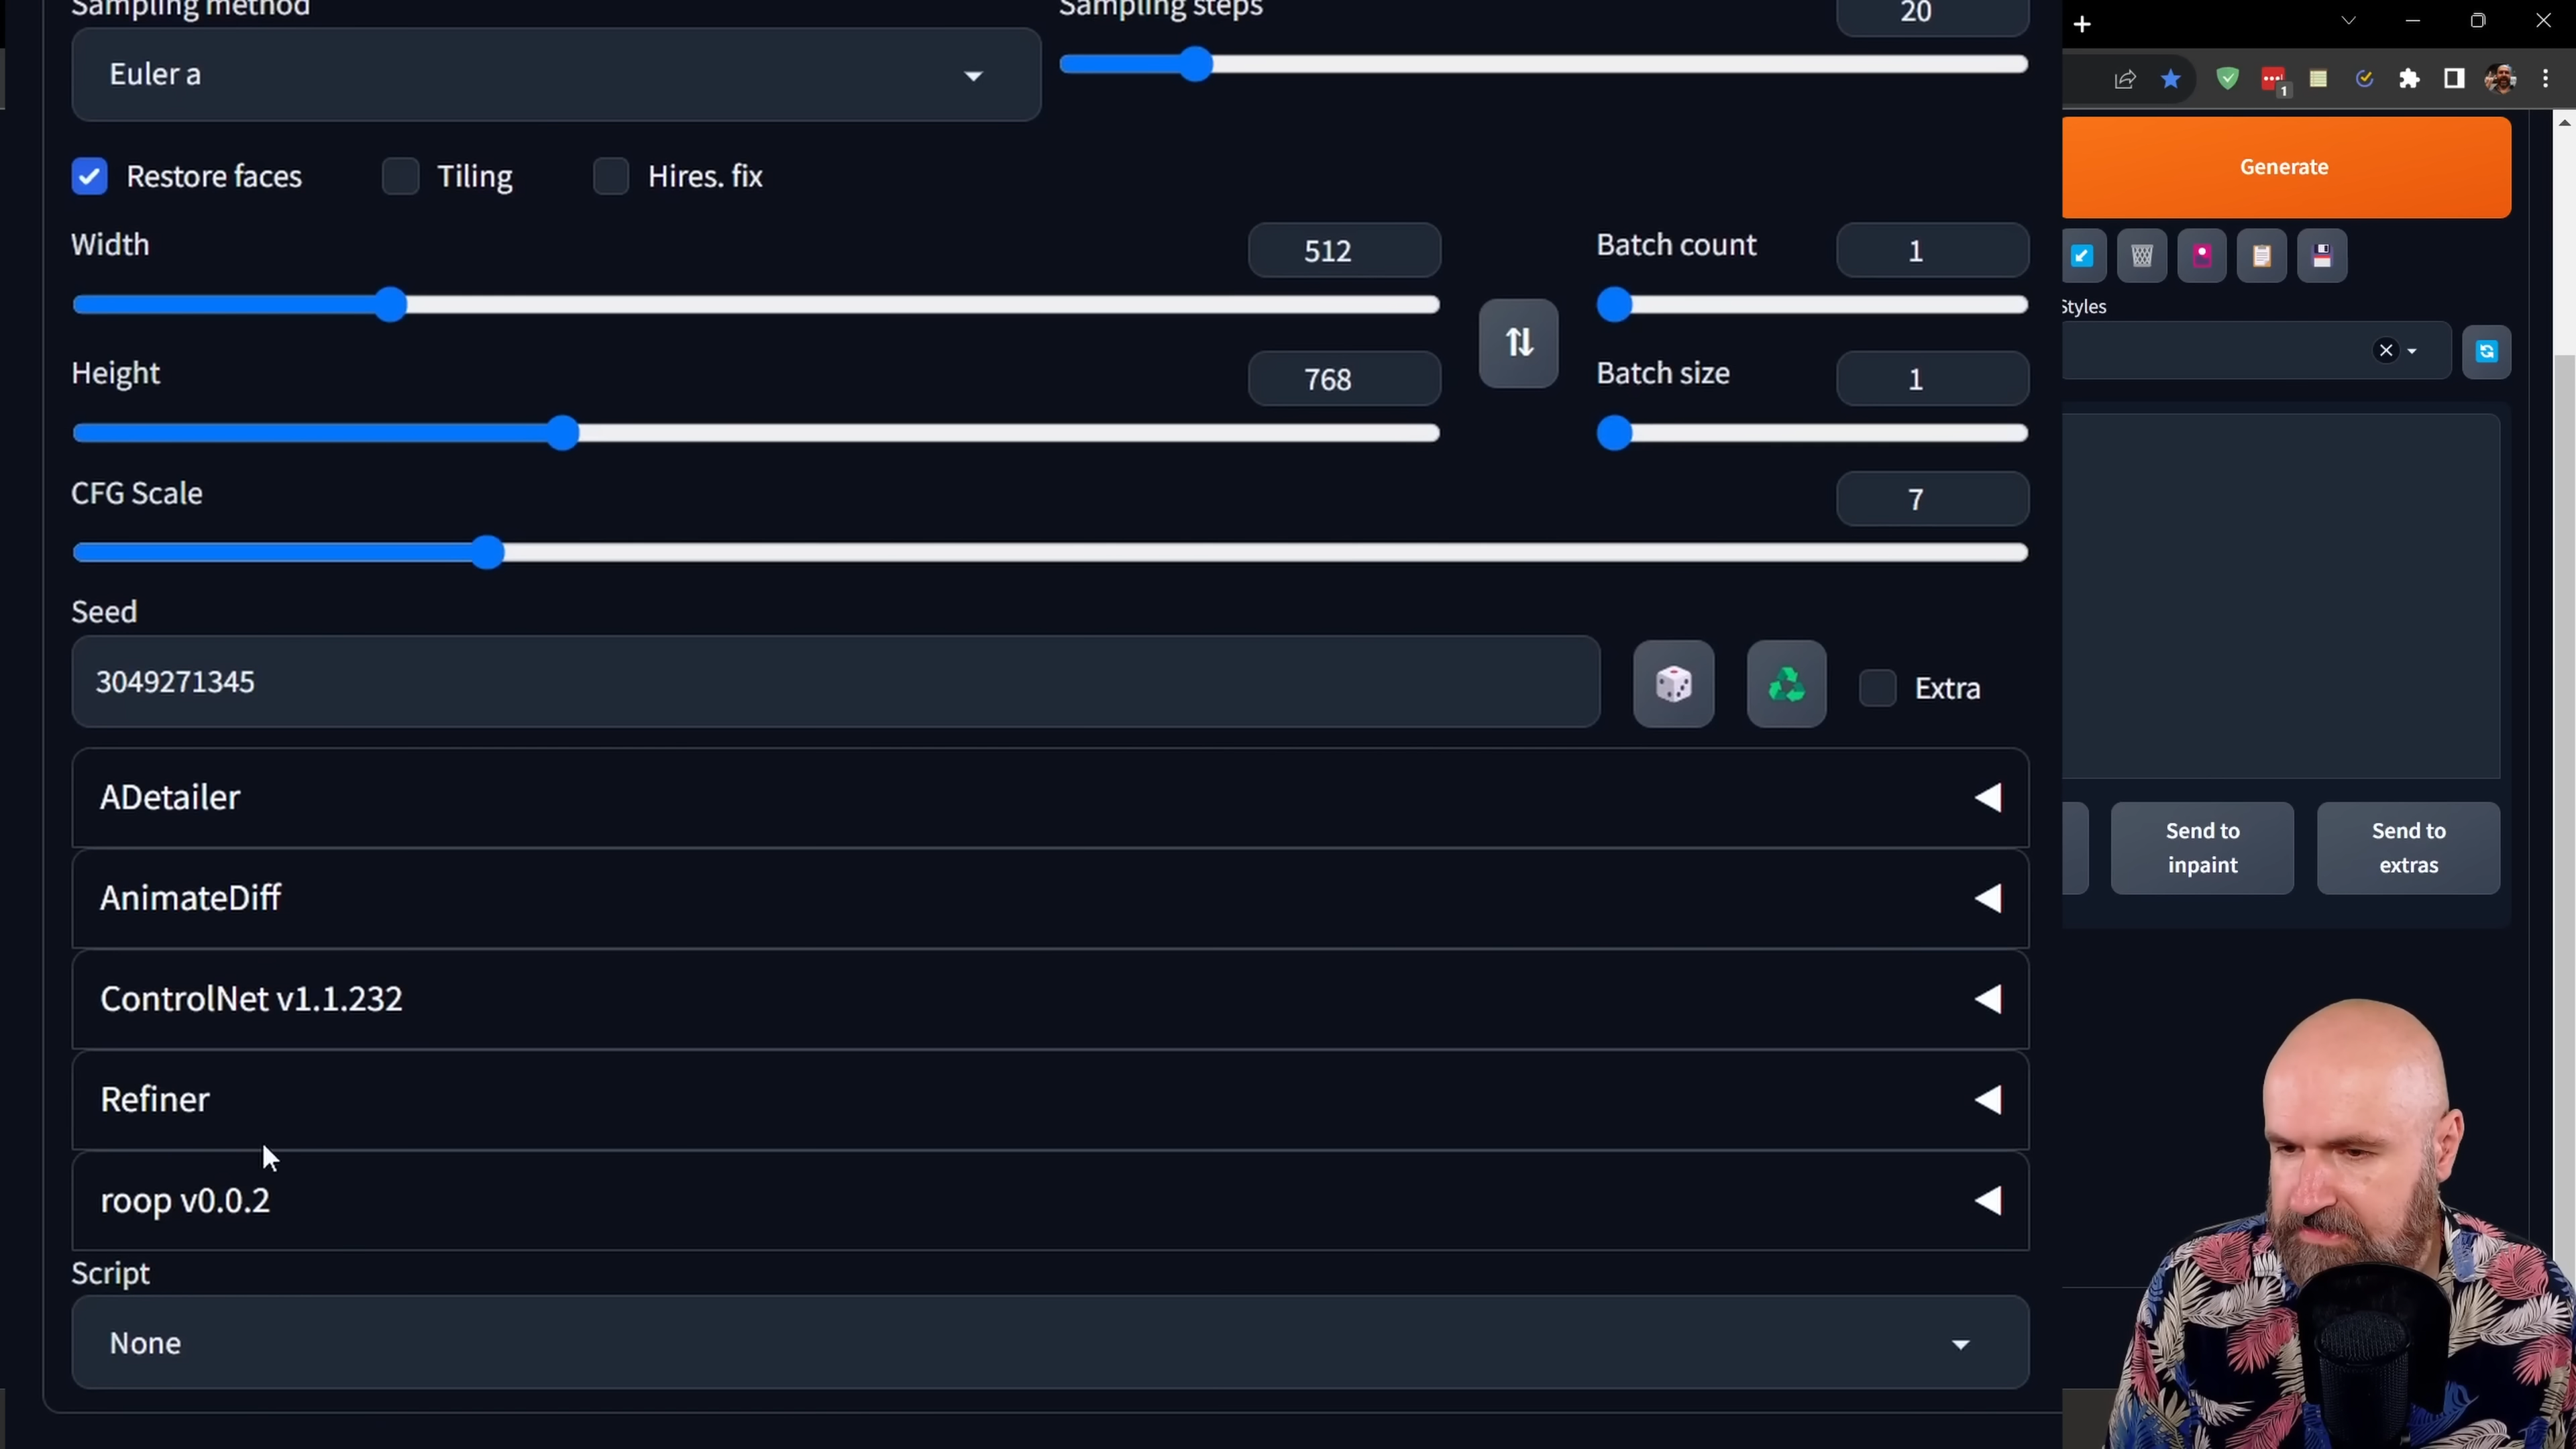 Sampling method
Sampling steps
20
Euler a
Restore faces
Tiling
Hires. fix
Width
512
Batch count
1
Height
768
Batch size
1
CFG Scale
7
Seed
3049271345
Extra
ADetailer
AnimateDiff
ControlNet v1.1.232
Refiner
roop v0.0.2
Script
None
1
Generate
Styles
Send to
inpaint
Send to
extras